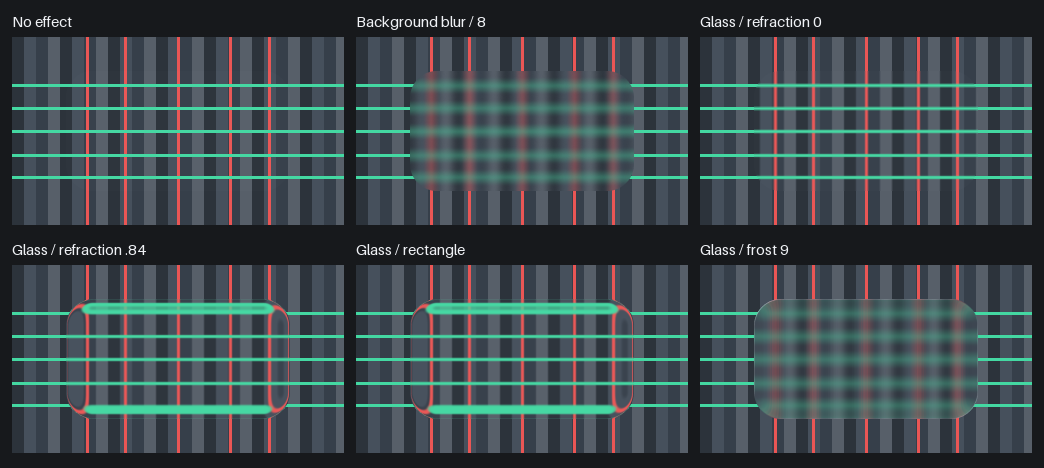 No effect
Background blur / 8
Glass / refraction 0
Glass / refraction .84
Glass / rectangle
Glass / frost 9